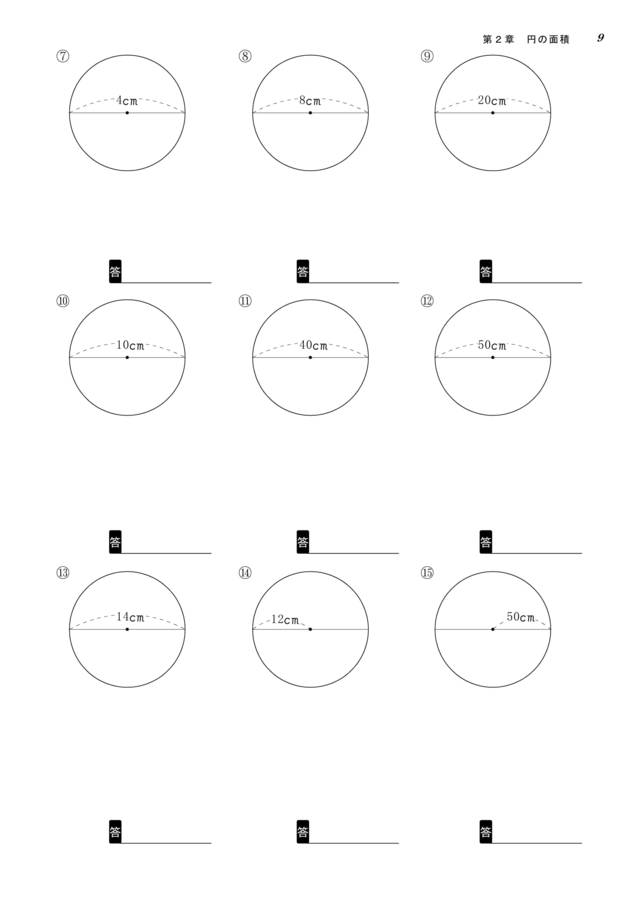 第２章 円の面積 9
⑦ ⑧ ⑨
4cm 8cm 20cm
答 答 答
⑩ ⑪ ⑫
10cm 40cm 50cm
答 答 答
⑬ ⑭ ⑮
14cm 12cm 50cm
答 答 答